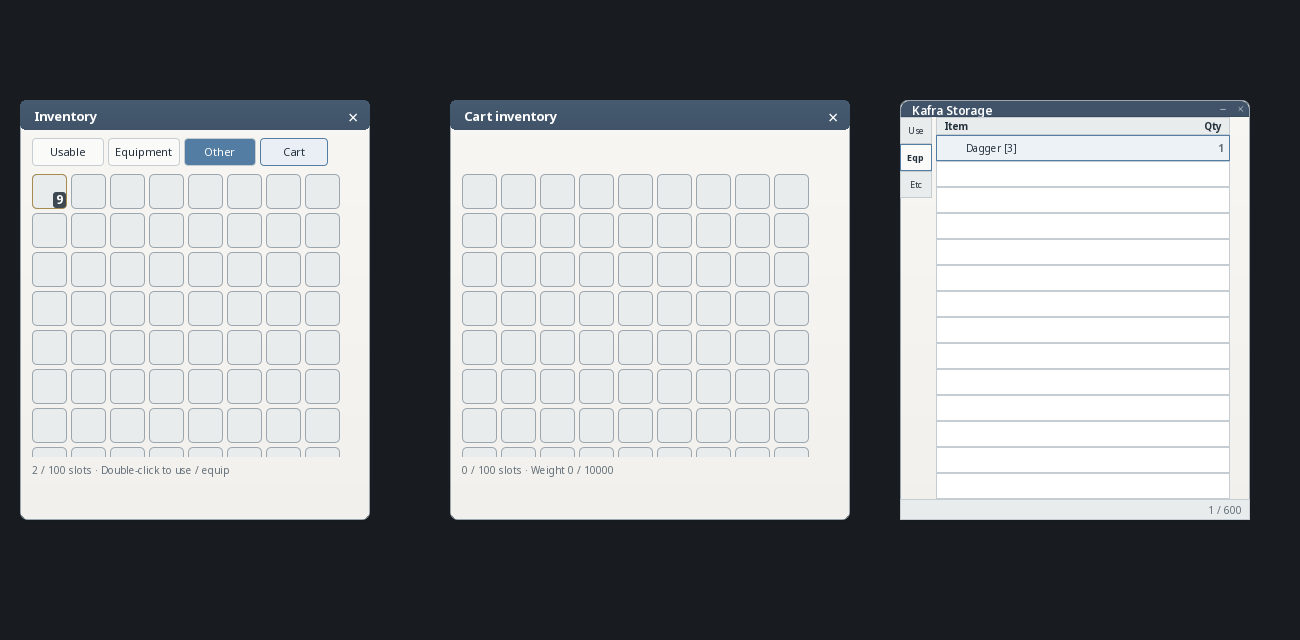 Inventory ×
Usable Equipment Other Cart
9
2 / 100 slots · Double-click to use / equip
Cart inventory ×
0 / 100 slots · Weight 0 / 10000
Kafra Storage − ×
Use
Eqp
Etc
Item Qty
Dagger [3] 1
1 / 600